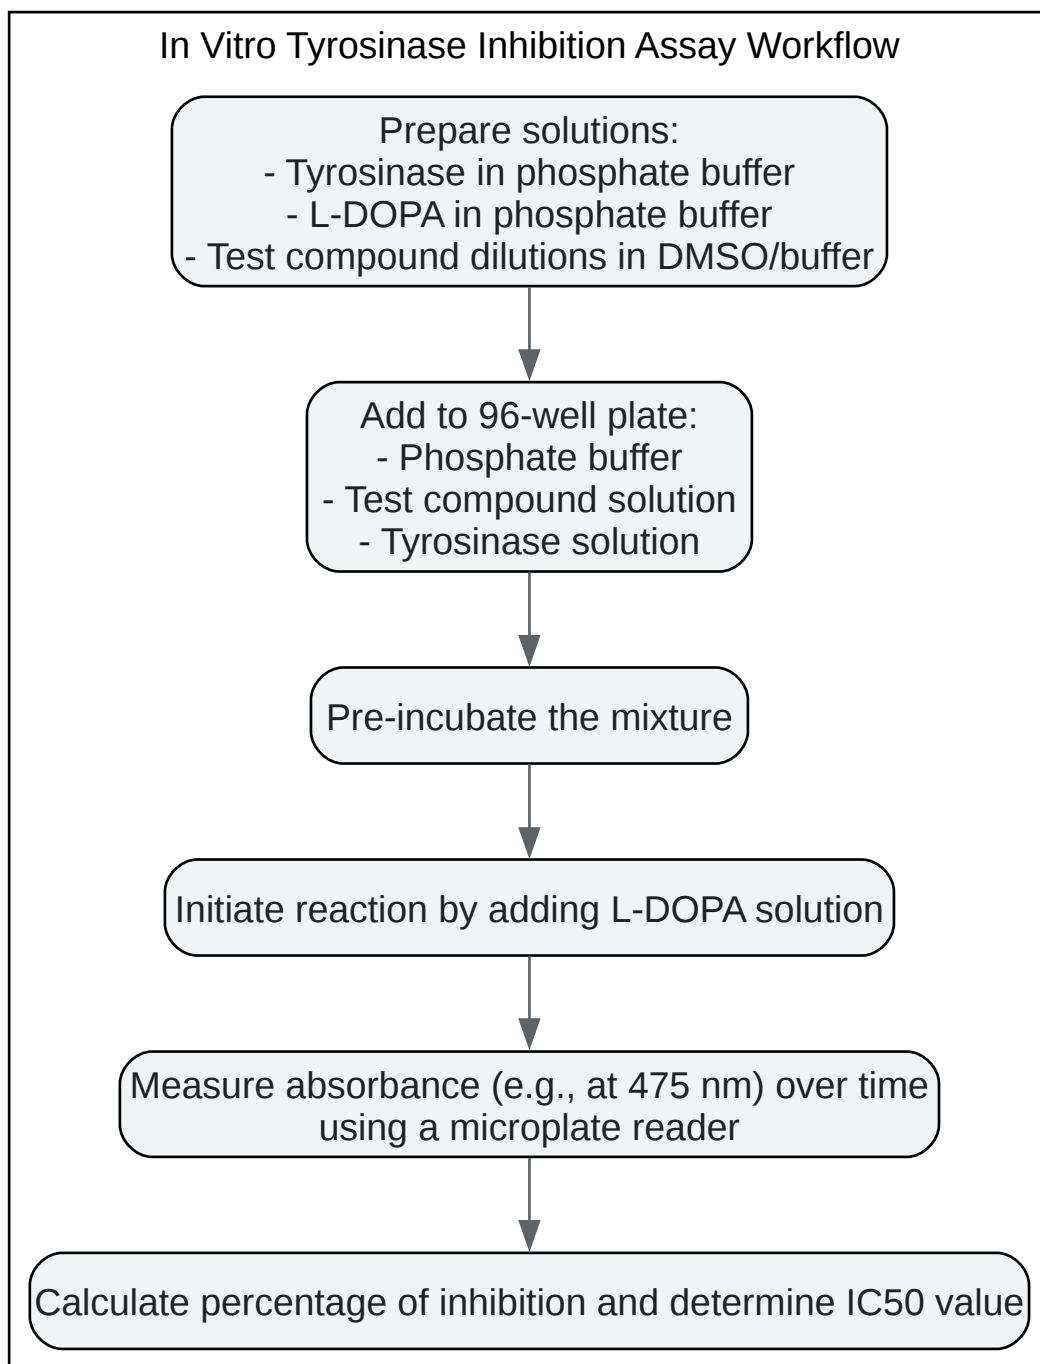 In Vitro Tyrosinase Inhibition Assay Workflow
Prepare solutions:
- Tyrosinase in phosphate buffer
- L-DOPA in phosphate buffer
- Test compound dilutions in DMSO/buffer
Add to 96-well plate:
- Phosphate buffer
- Test compound solution
- Tyrosinase solution
Pre-incubate the mixture
Initiate reaction by adding L-DOPA solution
Measure absorbance (e.g., at 475 nm) over time
using a microplate reader
Calculate percentage of inhibition and determine IC50 value